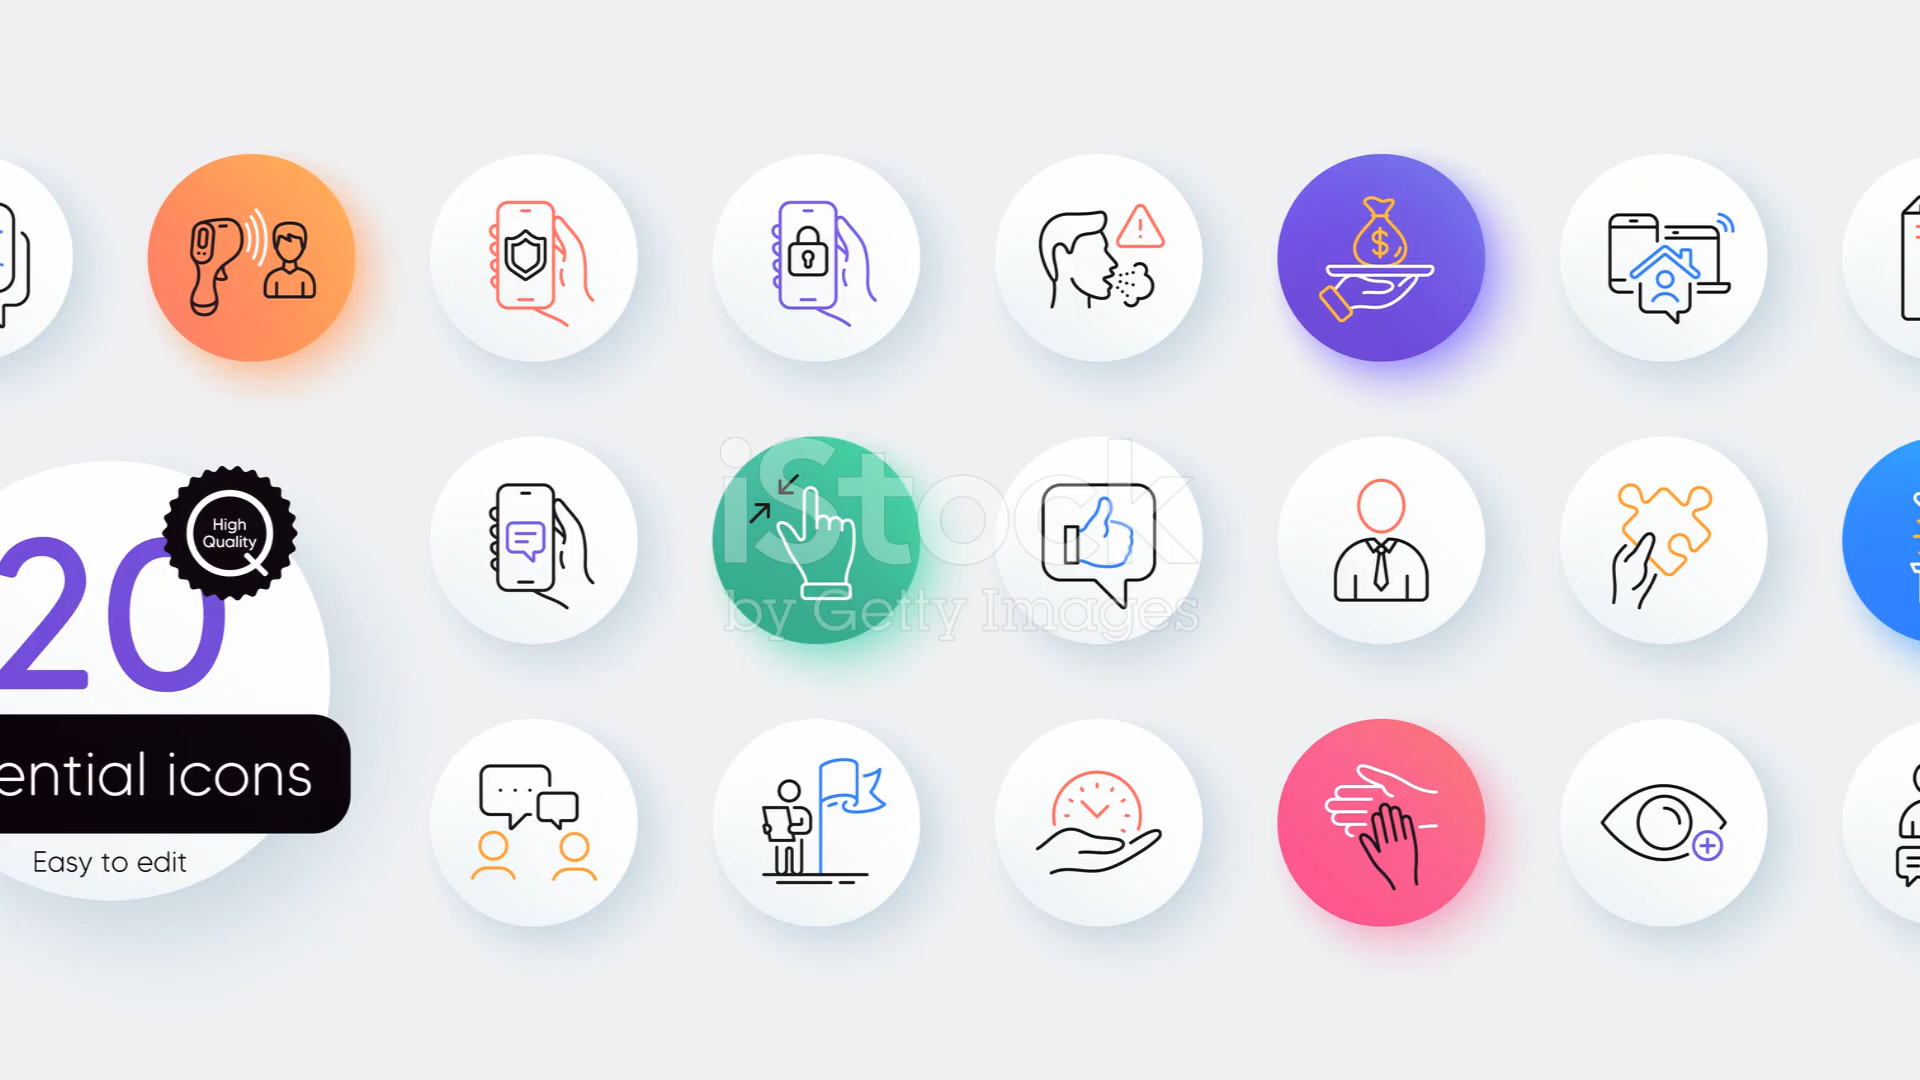 High
Quality
20
ential icons
Easy to edit
iStock
by Getty Images